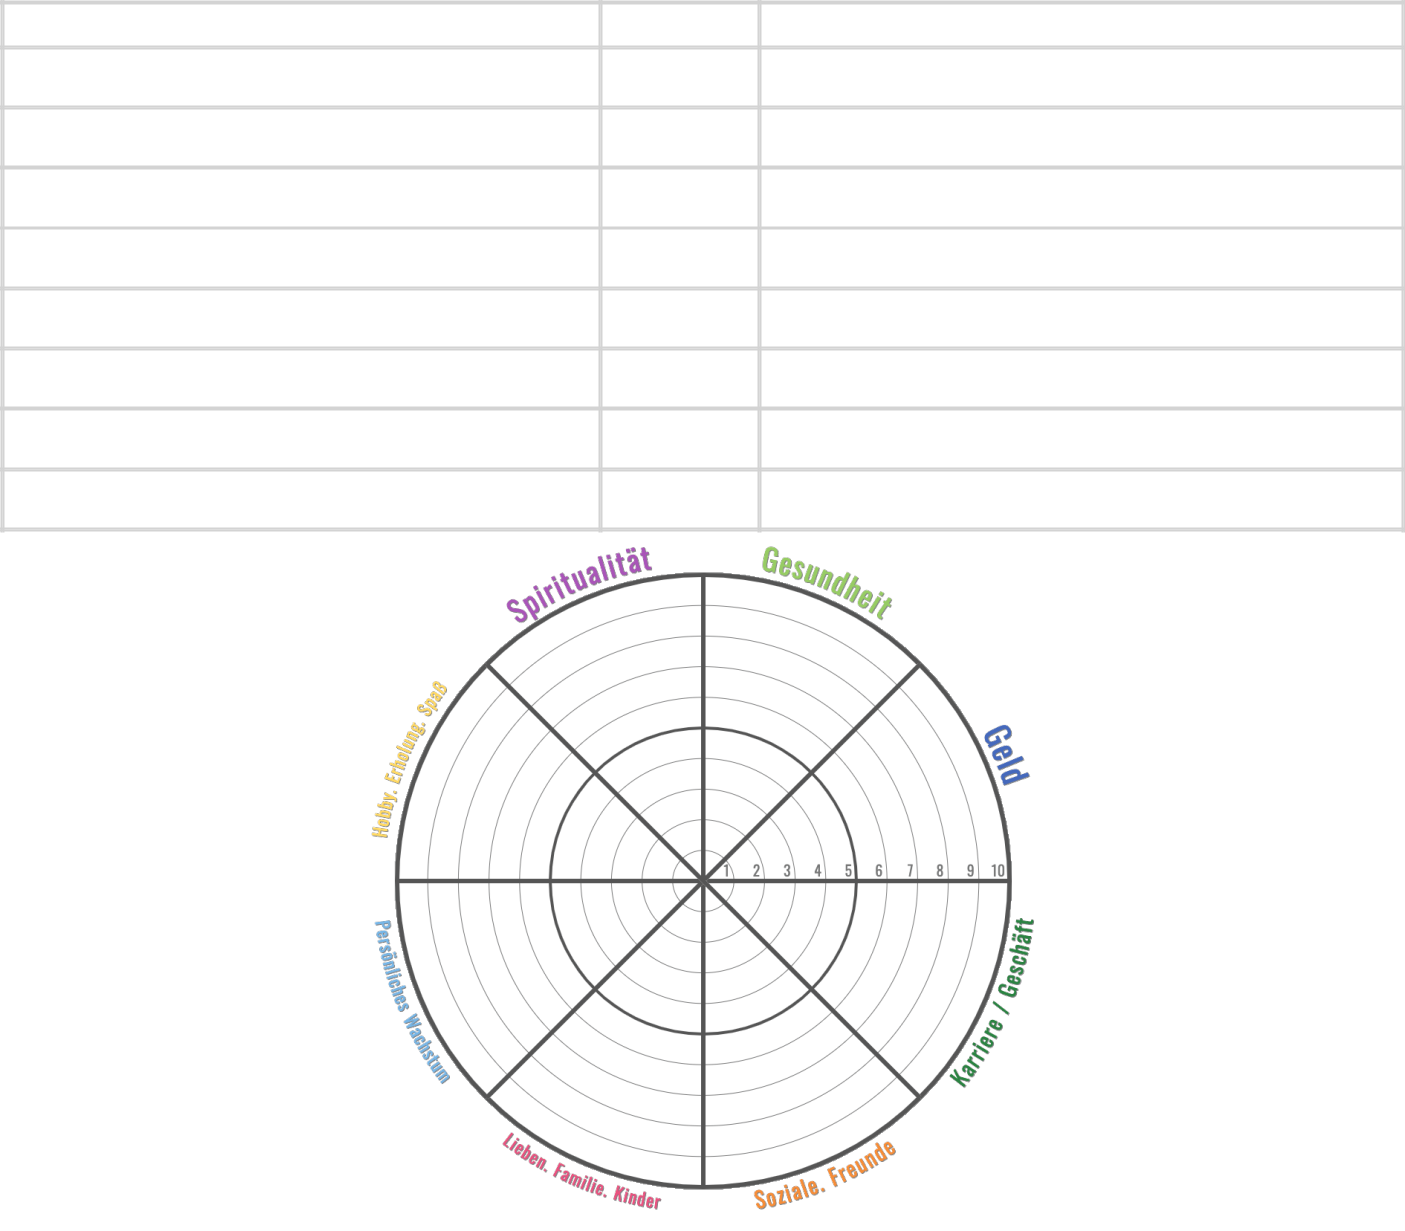 Spiritualität
Gesundheit
Hobby. Erholung. Spaß
Geld
1 2 3 4 5 6 7 8 9 10
Persönliches Wachstum
Karriere / Geschäft
Lieben. Familie. Kinder
Soziale. Freunde